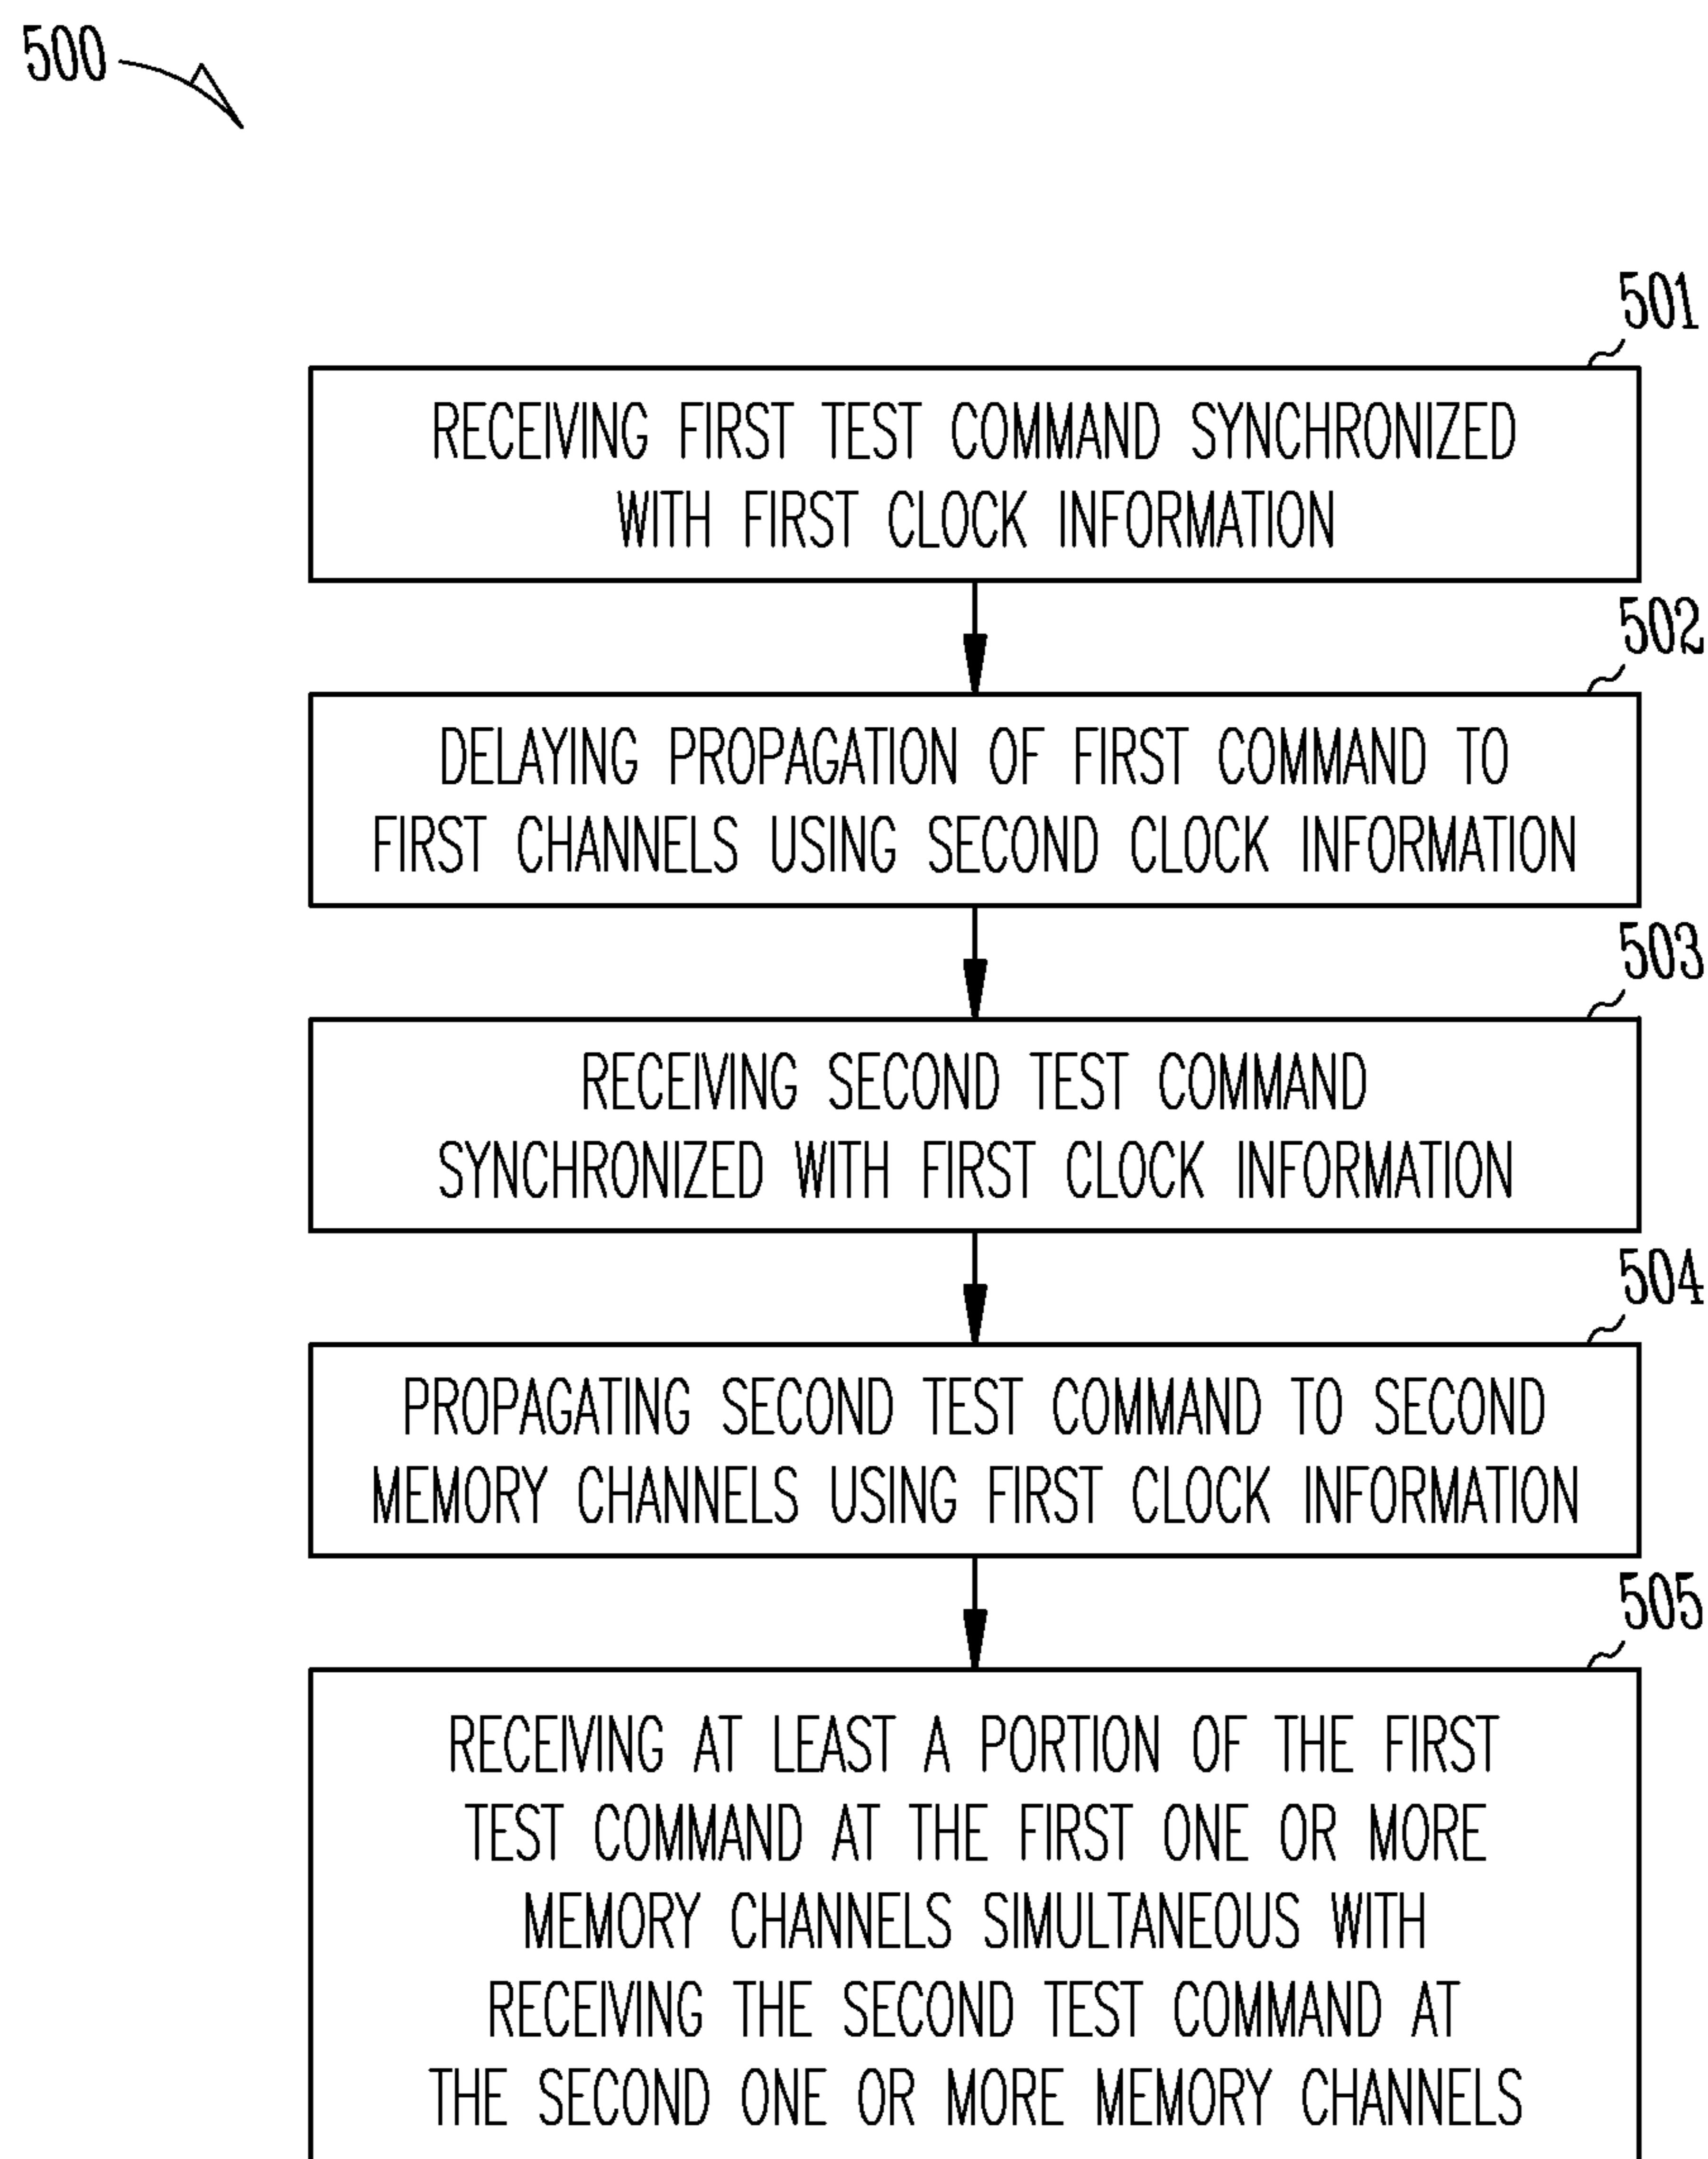 500
501
RECEIVING FIRST TEST COMMAND SYNCHRONIZED
WITH FIRST CLOCK INFORMATION
502
DELAYING PROPAGATION OF FIRST COMMAND TO
FIRST CHANNELS USING SECOND CLOCK INFORMATION
503
RECEIVING SECOND TEST COMMAND
SYNCHRONIZED WITH FIRST CLOCK INFORMATION
504
PROPAGATING SECOND TEST COMMAND TO SECOND
MEMORY CHANNELS USING FIRST CLOCK INFORMATION
505
RECEIVING AT LEAST A PORTION OF THE FIRST
TEST COMMAND AT THE FIRST ONE OR MORE
MEMORY CHANNELS SIMULTANEOUS WITH
RECEIVING THE SECOND TEST COMMAND AT
THE SECOND ONE OR MORE MEMORY CHANNELS